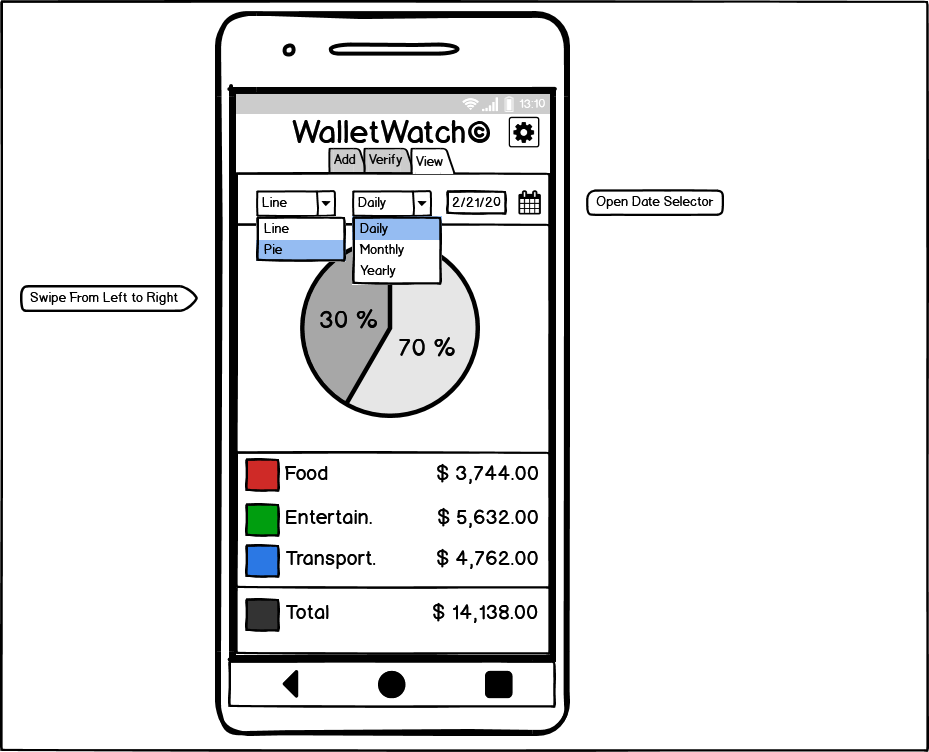 13:10
WalletWatch©
Add Verify View
Line Daily 2/21/20
Open Date Selector
Line Daily
Pie Monthly
Yearly
Swipe From Left to Right
30 %
70 %
Food $ 3,744.00
Entertain. $ 5,632.00
Transport. $ 4,762.00
Total $ 14,138.00